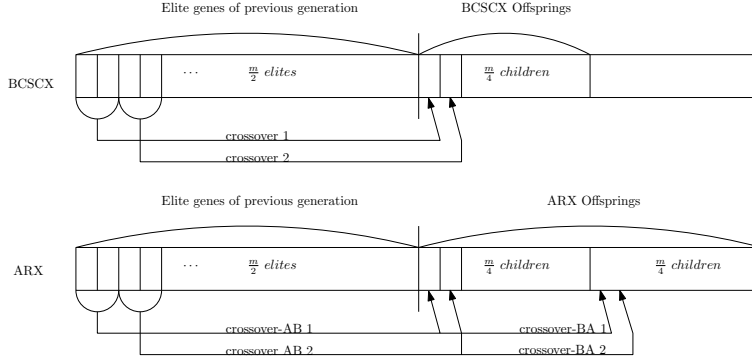 Elite genes of previous generation BCSCX Offsprings
BCSCX ... m/2 elites m/4 children
crossover 1
crossover 2
Elite genes of previous generation ARX Offsprings
ARX ... m/2 elites m/4 children m/4 children
crossover-AB 1 crossover-BA 1
crossover AB 2 crossover-BA 2